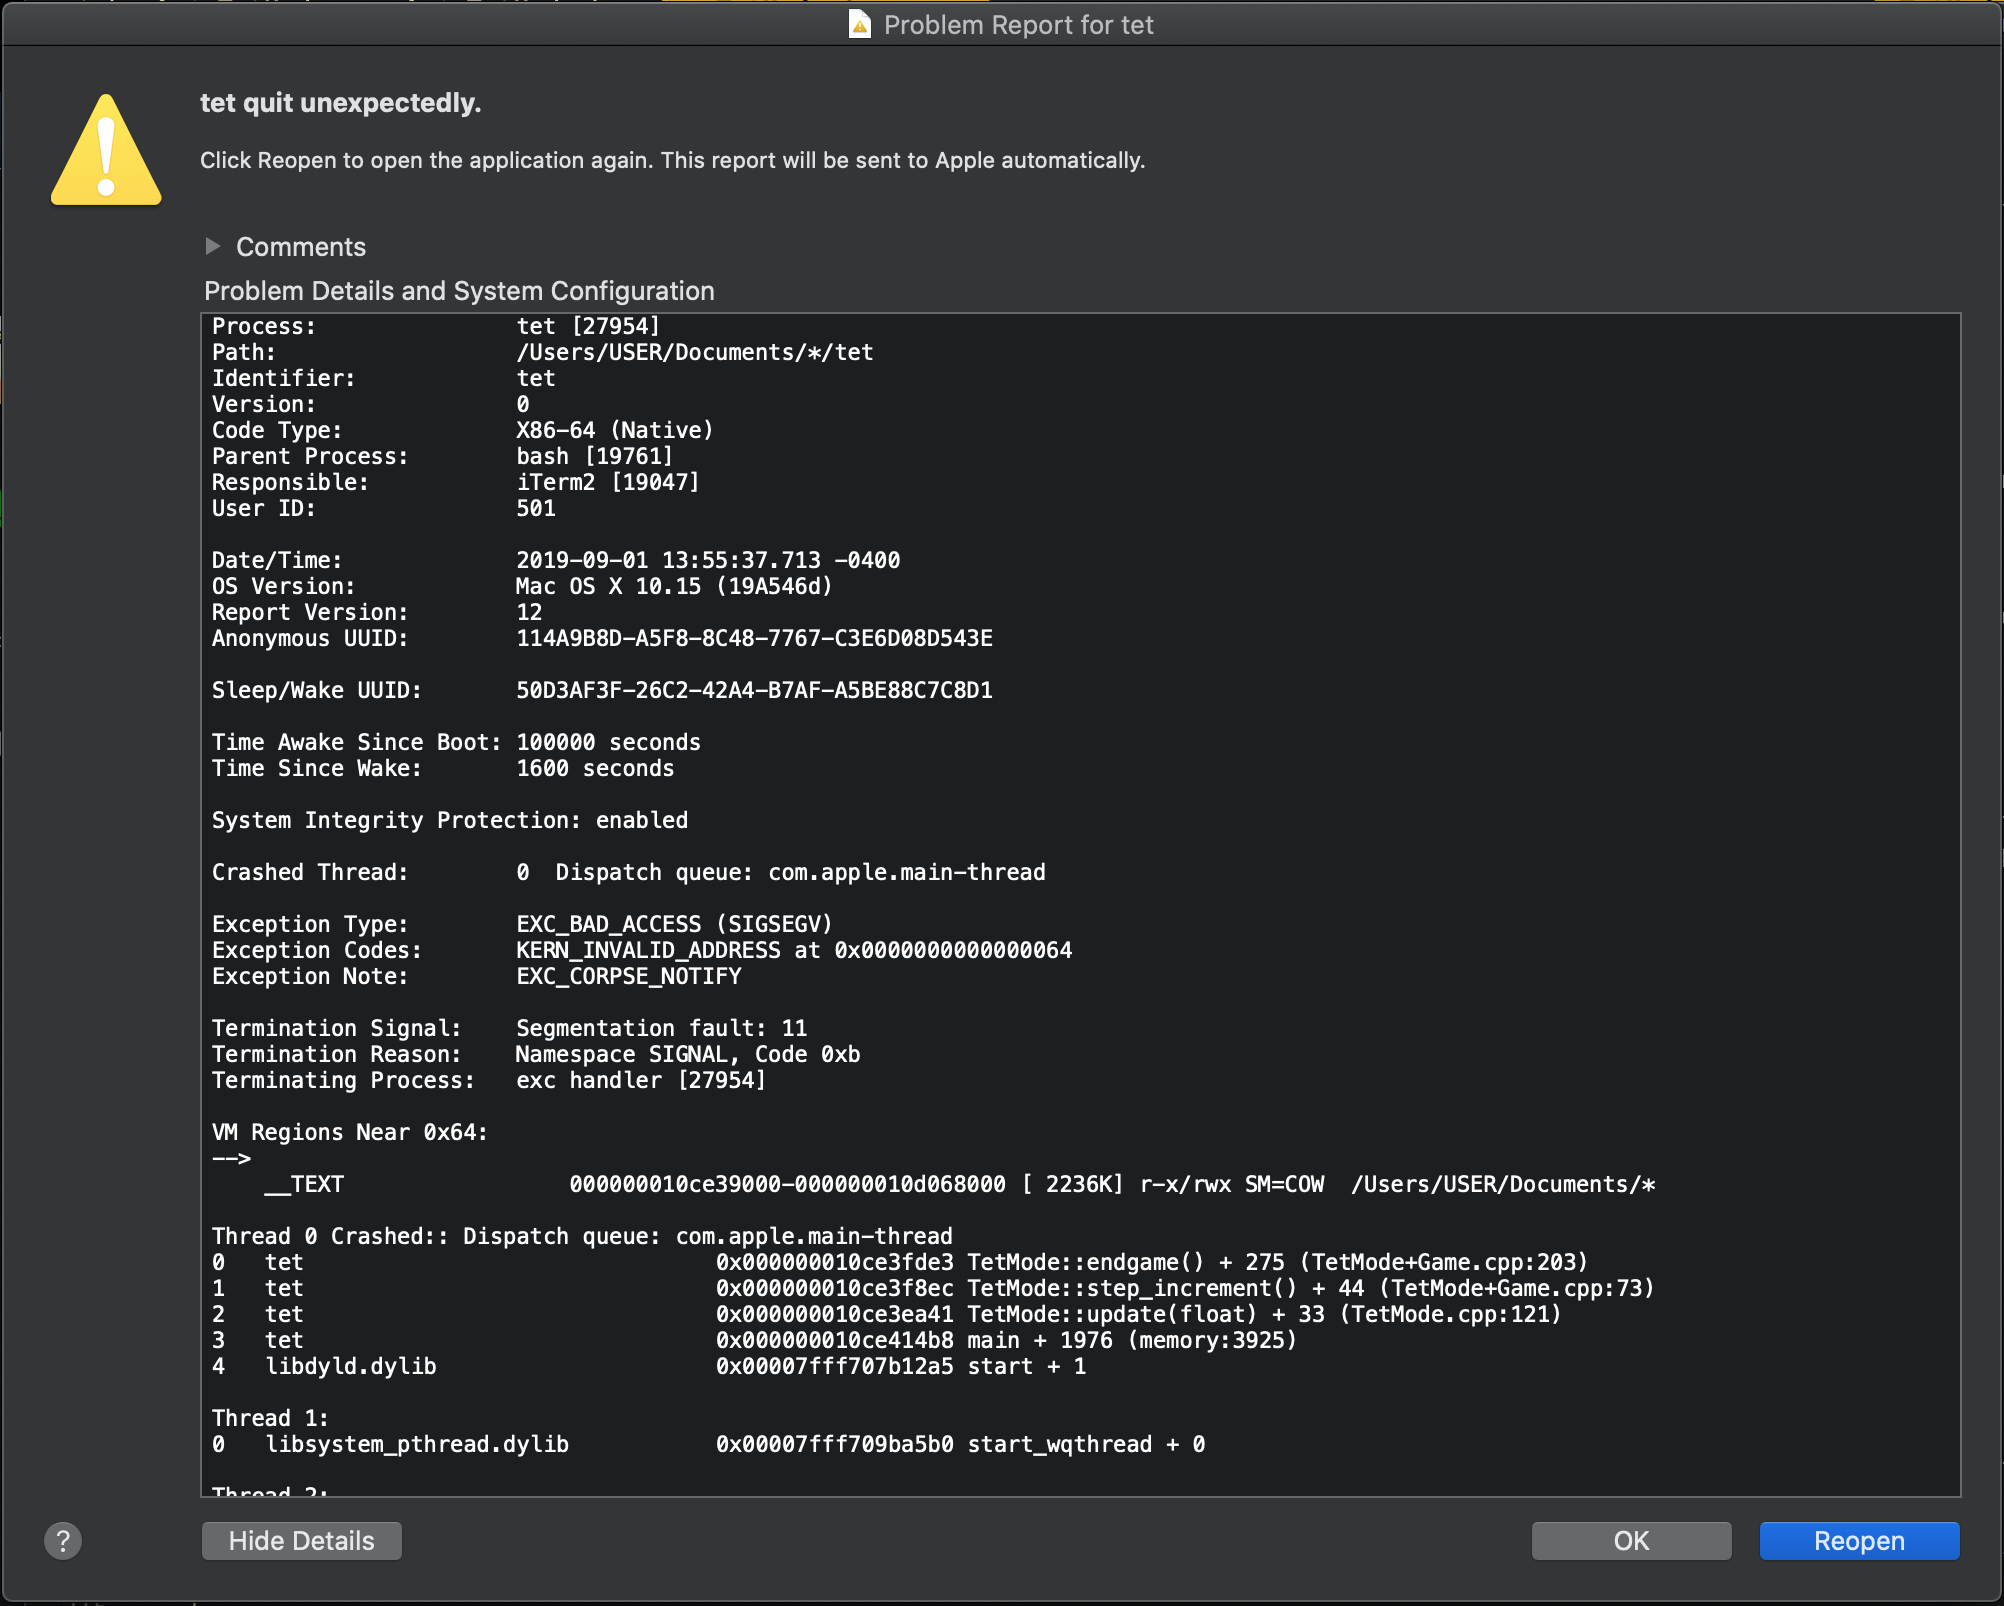 Problem Report for tet
tet quit unexpectedly.
Click Reopen to open the application again. This report will be sent to Apple automatically.
Comments
Problem Details and System Configuration
Process: tet [27954]
Path: /Users/USER/Documents/*/tet
Identifier: tet
Version: 0
Code Type: X86-64 (Native)
Parent Process: bash [19761]
Responsible: iTerm2 [19047]
User ID: 501
Date/Time: 2019-09-01 13:55:37.713 -0400
OS Version: Mac OS X 10.15 (19A546d)
Report Version: 12
Anonymous UUID: 114A9B8D-A5F8-8C48-7767-C3E6D08D543E
Sleep/Wake UUID: 50D3AF3F-26C2-42A4-B7AF-A5BE88C7C8D1
Time Awake Since Boot: 100000 seconds
Time Since Wake: 1600 seconds
System Integrity Protection: enabled
Crashed Thread: 0 Dispatch queue: com.apple.main-thread
Exception Type: EXC_BAD_ACCESS (SIGSEGV)
Exception Codes: KERN_INVALID_ADDRESS at 0x0000000000000064
Exception Note: EXC_CORPSE_NOTIFY
Termination Signal: Segmentation fault: 11
Termination Reason: Namespace SIGNAL, Code 0xb
Terminating Process: exc handler [27954]
VM Regions Near 0x64:
-->
__TEXT 000000010ce39000-000000010d068000 [ 2236K] r-x/rwx SM=COW /Users/USER/Documents/*
Thread 0 Crashed:: Dispatch queue: com.apple.main-thread
0 tet 0x000000010ce3fde3 TetMode::endgame() + 275 (TetMode+Game.cpp:203)
1 tet 0x000000010ce3f8ec TetMode::step_increment() + 44 (TetMode+Game.cpp:73)
2 tet 0x000000010ce3ea41 TetMode::update(float) + 33 (TetMode.cpp:121)
3 tet 0x000000010ce414b8 main + 1976 (memory:3925)
4 libdyld.dylib 0x00007fff707b12a5 start + 1
Thread 1:
0 libsystem_pthread.dylib 0x00007fff709ba5b0 start_wqthread + 0
Thread 2:
? Hide Details OK Reopen